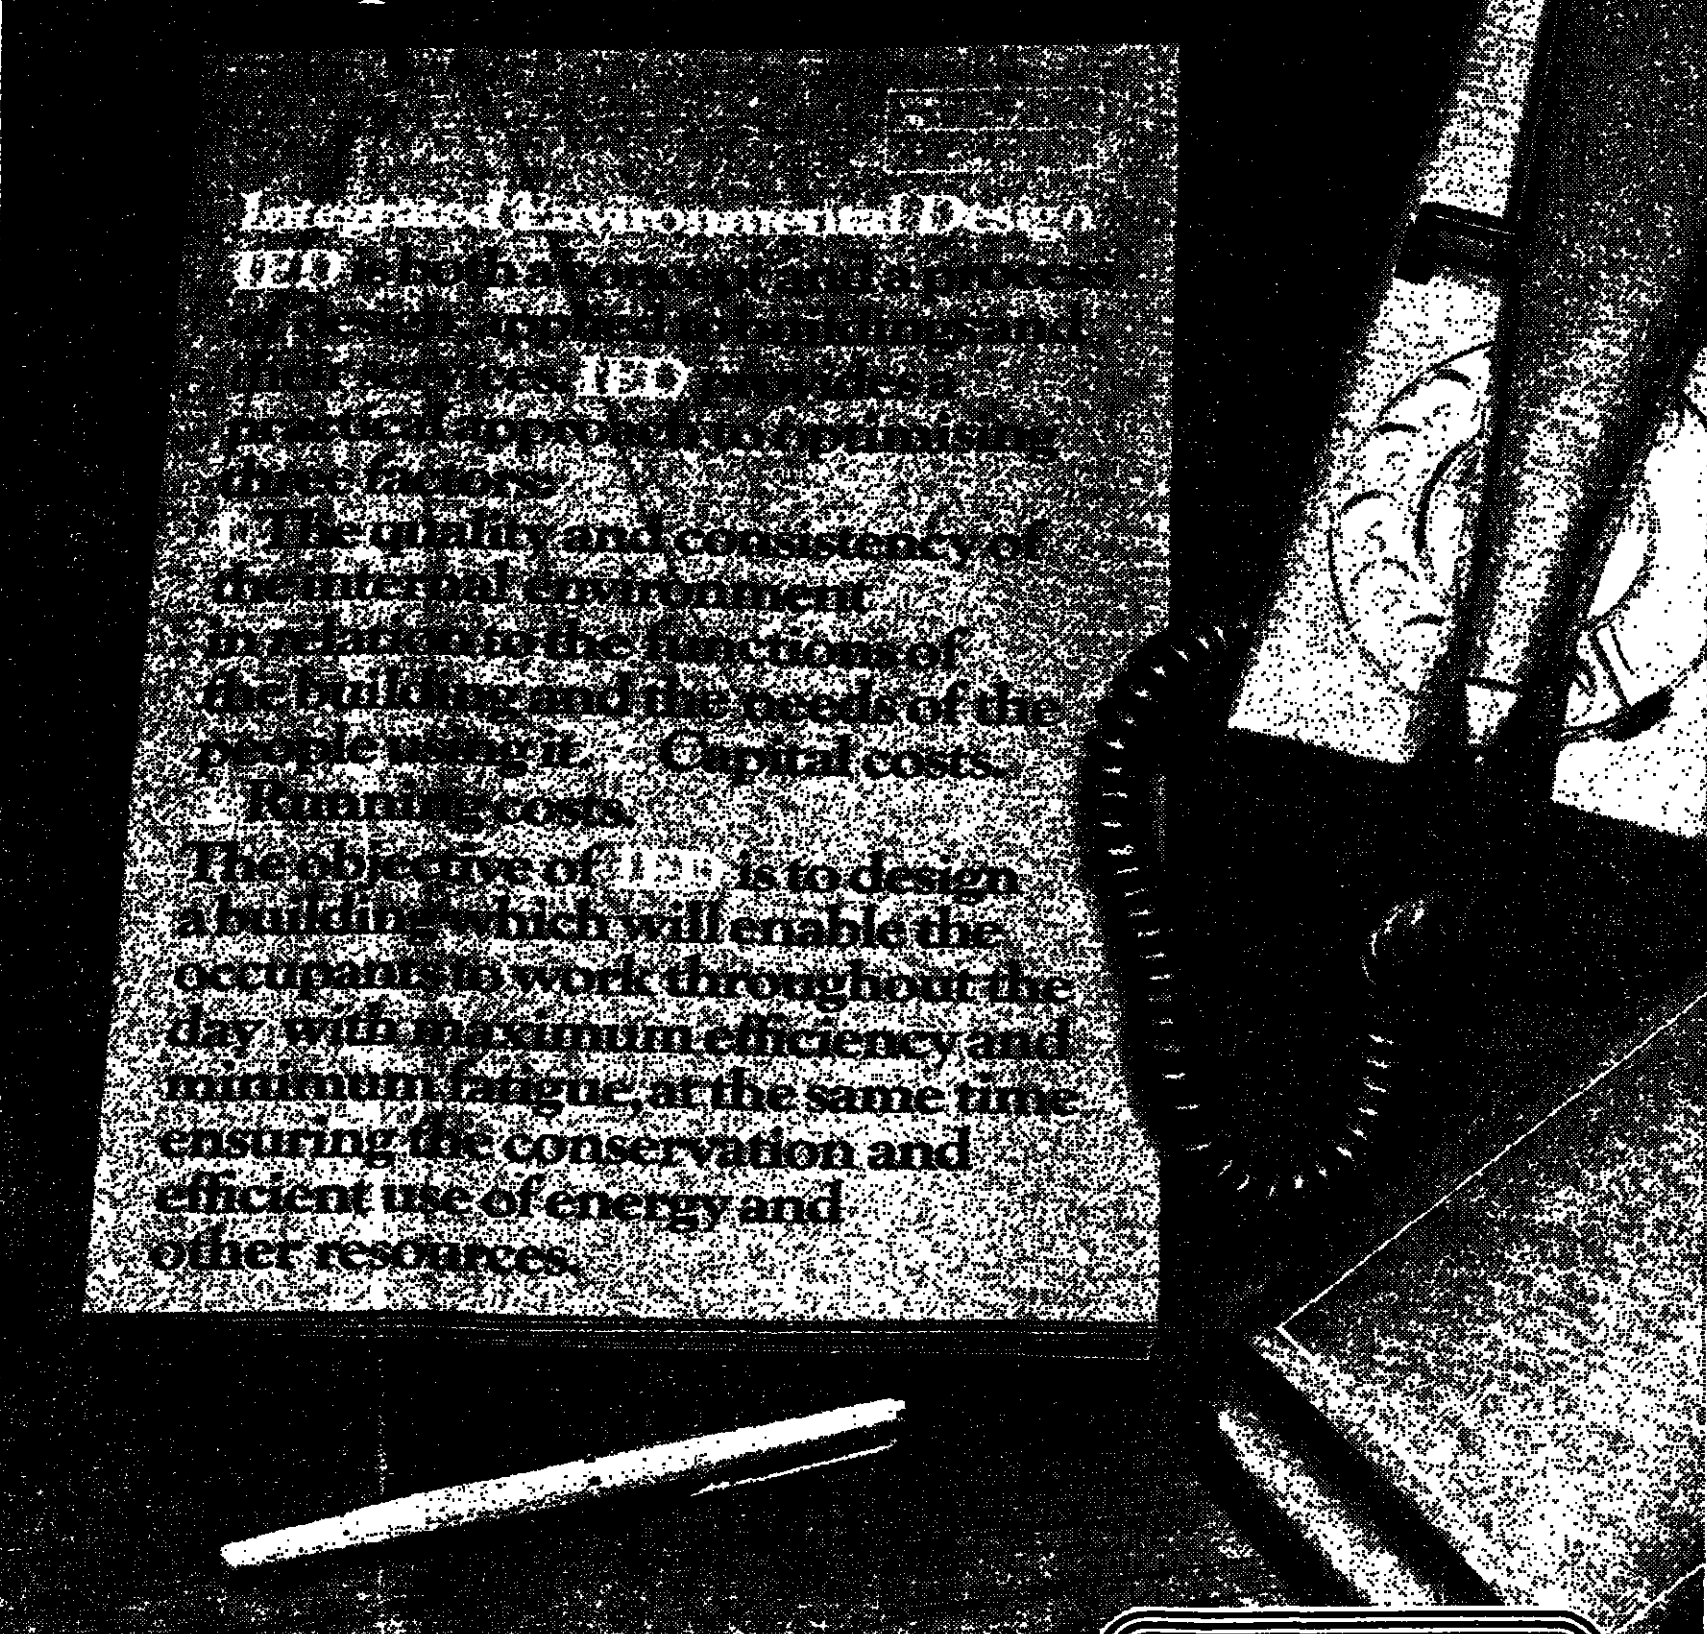 Integrated Environmental Design
IED is both a concept and a process
of design applied to buildings and
their services. IED provides a
practical approach to optimising
three factors:
The quality and consistency of
the internal environment
in relation to the functions of
the building and the needs of the
people using it. Capital costs.
Running costs.
The objective of IED is to design
a building which will enable the
occupants to work throughout the
day with maximum efficiency and
minimum fatigue, at the same time
ensuring the conservation and
efficient use of energy and
other resources.